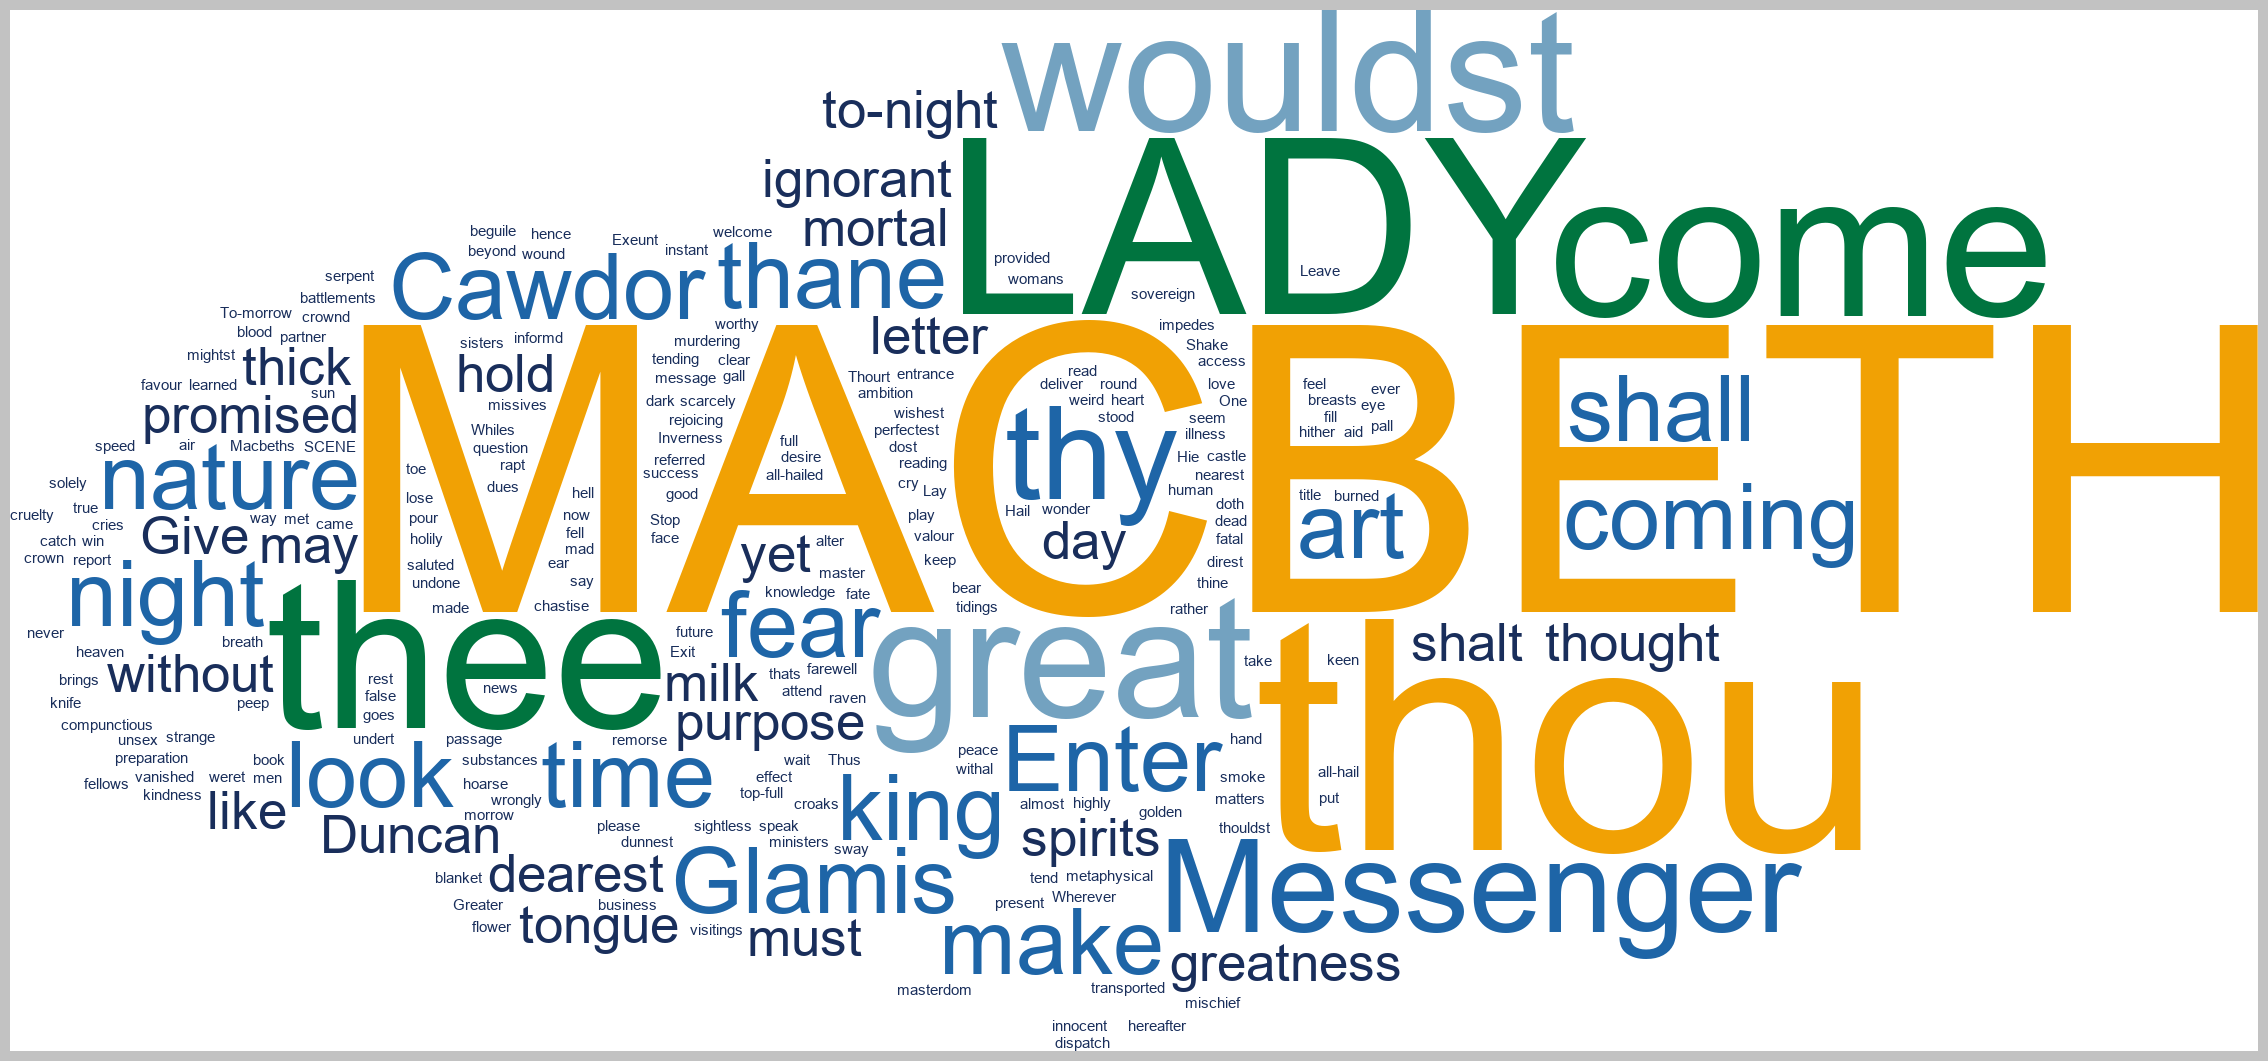 wouldst
to-night
LADY
ignorant
come
mortal
beguile
hence
Exeunt
welcome
beyond
wound
instant
Cawdor
thane
provided
womans
Leave
serpent
sovereign
battlements
To-morrow
crownd
blood
partner
MACBETH
worthy
letter
impedes
sisters
informd
murdering
Shake
mightst
thick
hold
tending
clear
access
message
gall
Thourt
entrance
read
favour
learned
sun
deliver
round
love
feel
ever
shall
ambition
weird
heart
One
breasts
eye
dark
scarcely
promised
missives
wishest
stood
seem
fill
rejoicing
perfectest
thy
illness
hither
aid
pall
Whiles
Inverness
full
dost
speed
air
Macbeths
SCENE
question
desire
Hie
castle
referred
reading
rapt
nature
toe
success
all-hailed
nearest
solely
dues
cry
Lay
human
title
burned
lose
hell
good
true
doth
cruelty
Hail
wonder
cries
way
met
came
pour
now
Stop
play
dead
art
coming
Give
may
holily
fell
face
yet
alter
valour
day
fatal
catch
win
mad
crown
report
saluted
ear
keep
direst
undone
say
master
thine
night
knowledge
fate
bear
made
chastise
tidings
rather
thee
fear
great
thou
never
breath
future
shalt
thought
heaven
Exit
take
keen
without
rest
milk
thats
farewell
brings
false
news
attend
raven
knife
peep
goes
purpose
compunctious
unsex
strange
undert
passage
remorse
Enter
hand
preparation
book
look
substances
time
wait
Thus
peace
withal
vanished
weret
men
effect
smoke
all-hail
fellows
hoarse
kindness
wrongly
top-full
croaks
king
almost
highly
matters
put
like
morrow
golden
Duncan
please
sightless
speak
spirits
thouldst
dunnest
ministers
sway
blanket
dearest
Glamis
tend
metaphysical
Messenger
Greater
business
present
Wherever
flower
tongue
visitings
must
make
greatness
masterdom
transported
mischief
innocent
hereafter
dispatch